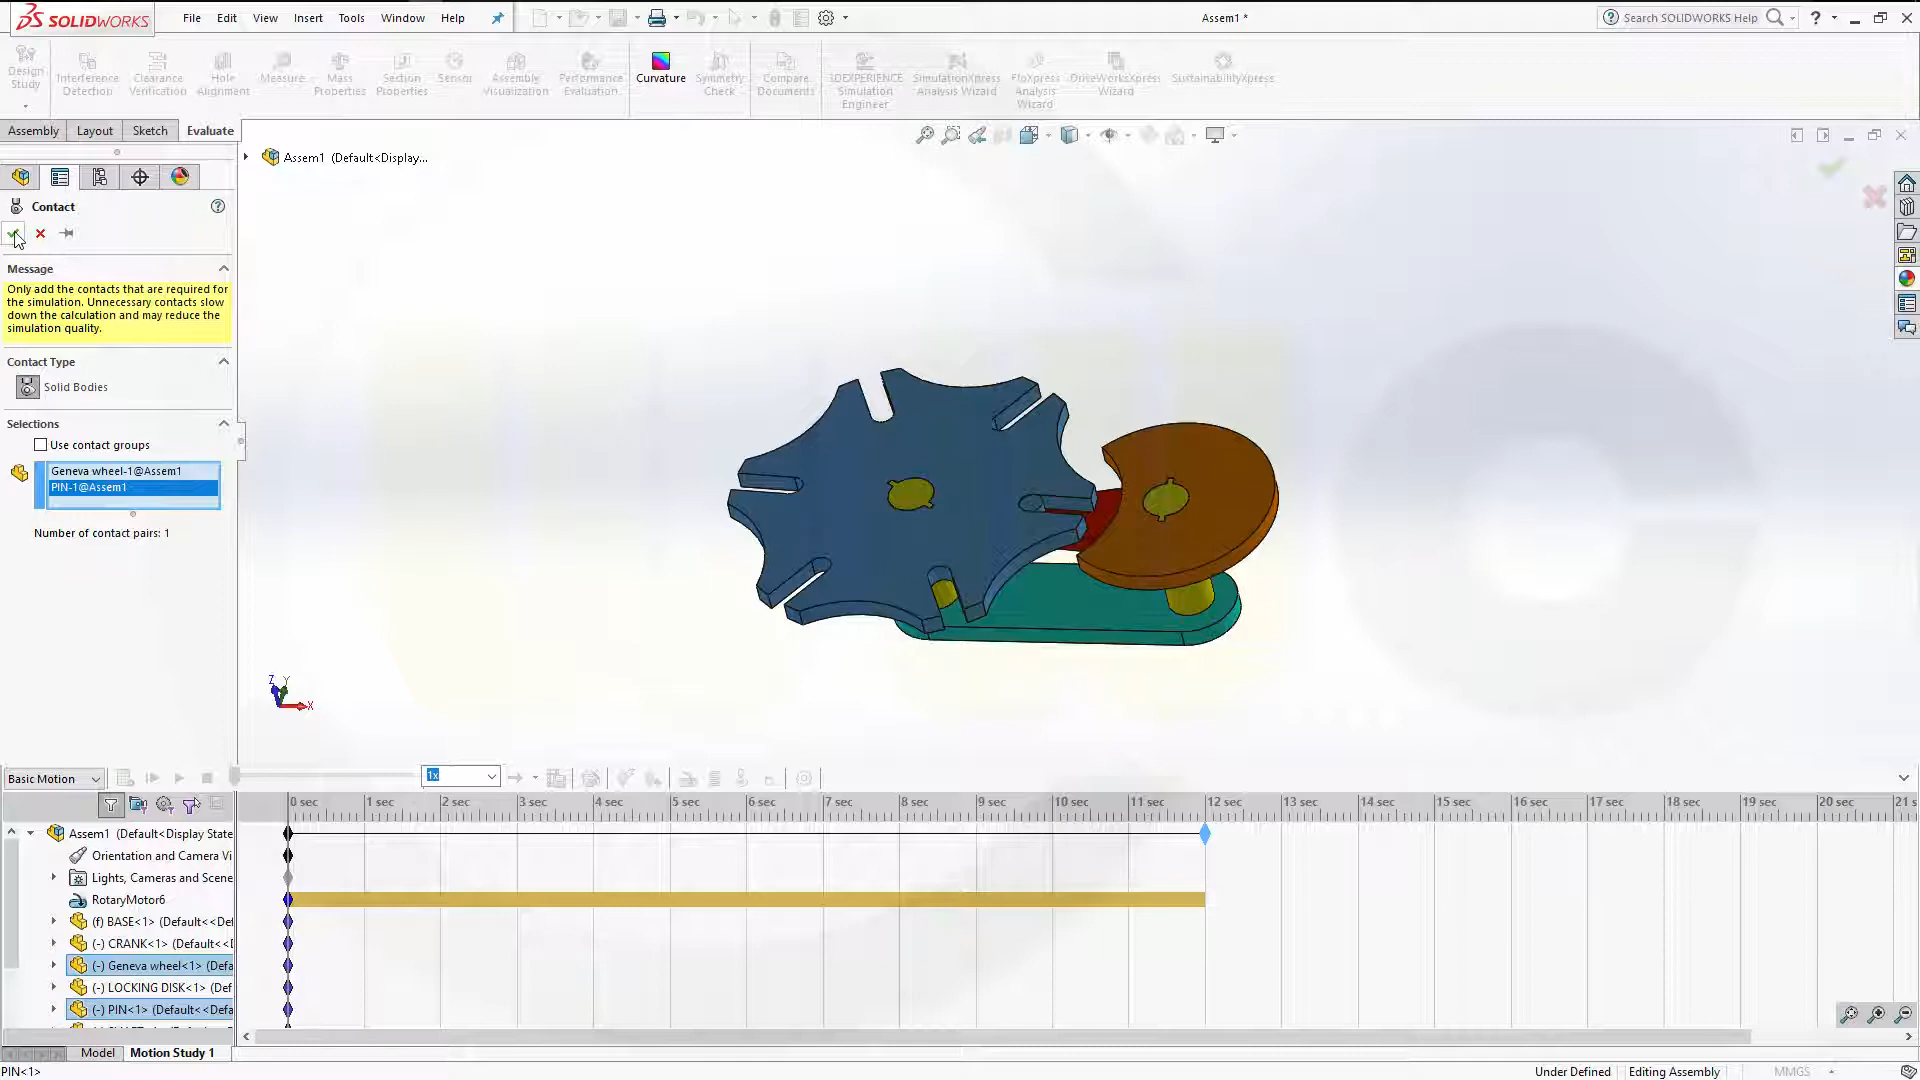 SOLIDWORKS File Edit View Insert Tools Window Help Assem1 * Search SOLIDWORKS Help
Design Study
Interference Detection
Clearance Verification
Hole Alignment
Measure
Mass Properties
Section Properties
Sensor
Assembly Visualization
Performance Evaluation
Curvature
Symmetry Check
Compare Documents
3DEXPERIENCE Simulation Engineer
SimulationXpress Analysis Wizard
FloXpress Analysis Wizard
DriveWorksXpress Wizard
SustainabilityXpress
Assembly Layout Sketch Evaluate
Assem1 (Default<Display...
Contact
Message
Only add the contacts that are required for
the simulation. Unnecessary contacts slow
down the calculation and may reduce the
simulation quality.
Contact Type
Solid Bodies
Selections
Use contact groups
Geneva wheel-1@Assem1
PIN-1@Assem1
Number of contact pairs: 1
Z Y
X
Basic Motion 1x
0 sec 1 sec 2 sec 3 sec 4 sec 5 sec 6 sec 7 sec 8 sec 9 sec 10 sec 11 sec 12 sec 13 sec 14 sec 15 sec 16 sec 17 sec 18 sec 19 sec 20 sec 21 s
Assem1 (Default<Display State
Orientation and Camera Vi
Lights, Cameras and Scene
RotaryMotor6
(f) BASE<1> (Default<<Def
(-) CRANK<1> (Default<<D
(-) Geneva wheel<1> (Defa
(-) LOCKING DISK<1> (Def
(-) PIN<1> (Default<<Defa
Model Motion Study 1
PIN<1> Under Defined Editing Assembly MMGS